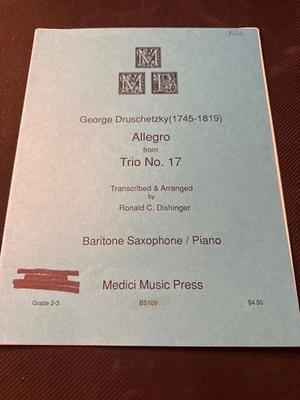 M
M P
George Druschetzky(1745-1819)
Allegro
from
Trio No. 17
Transcribed & Arranged
by
Ronald C. Dishinger
Baritone Saxophone / Piano
Medici Music Press
Grade 2-3 BS109 $4.50